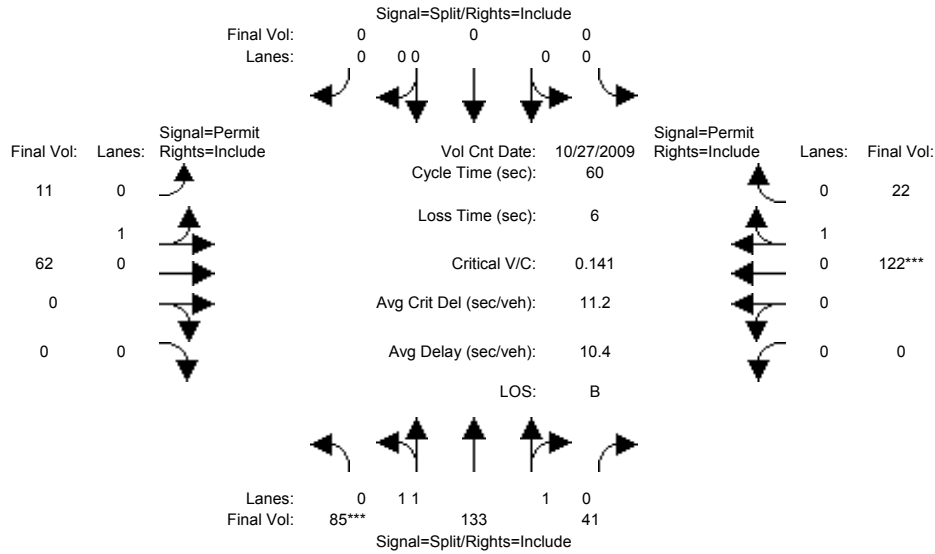 Signal=Split/Rights=Include
Final Vol: 0 0 0
Lanes: 0 0 0 0 0
Signal=Permit
Final Vol: Lanes: Rights=Include
Vol Cnt Date: 10/27/2009
Signal=Permit
Rights=Include Lanes: Final Vol:
Cycle Time (sec): 60
11 0
0 22
Loss Time (sec): 6
1
1
62 0
Critical V/C: 0.141
0 122***
0
Avg Crit Del (sec/veh): 11.2
0
0 0
Avg Delay (sec/veh): 10.4
0 0
LOS: B
Lanes: 0 1 1 1 0
Final Vol: 85*** 133 41
Signal=Split/Rights=Include